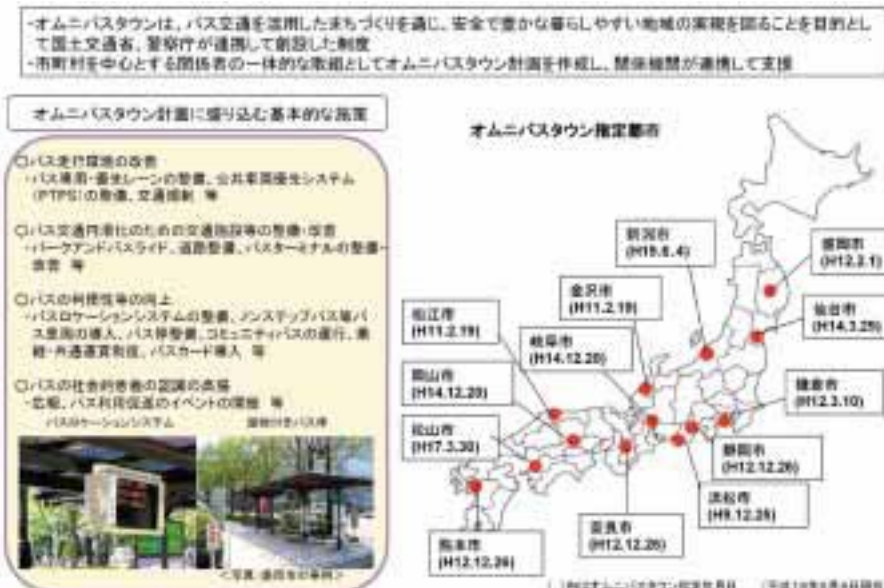 ・オムニバスタウンは、バス交通を活用したまちづくりを通じ、安全で豊かな暮らしやすい地域の実現を図ることを目的とし
て国土交通省、警察庁が連携して創設した制度
・市町村を中心とする関係者の一体的な取組としてオムニバスタウン計画を作成し、関係機関が連携して支援
オムニバスタウン計画に盛り込む基本的な施策
○バス走行環境の改善
・バス専用・優先レーンの整備、公共車両優先システム
(PTPS)の整備、交通規制 等
○バス交通円滑化のための交通施設等の整備・改善
・パークアンドバスライド、道路整備、バスターミナルの整備・
改善 等
○バスの利便性等の向上
・バスロケーションシステムの整備、ノンステップバス等バ
ス車両の導入、バス停整備、コミュニティバスの運行、乗
継・共通運賃制度、バスカード導入 等
○バスの社会的意義の認識の高揚
・広報、バス利用促進のイベントの開催 等
バスロケーションシステム
屋根付きバス停
<写真:盛岡市の事例>
オムニバスタウン指定都市
新潟市
(H19.6.4)
盛岡市
(H12.2.1)
金沢市
(H11.2.19)
松江市
(H11.2.19)
仙台市
(H14.3.25)
岐阜市
(H14.12.20)
岡山市
(H14.12.20)
鎌倉市
(H12.3.10)
松山市
(H17.3.30)
静岡市
(H12.12.26)
浜松市
(H9.12.25)
奈良市
(H12.12.26)
熊本市
(H12.12.26)